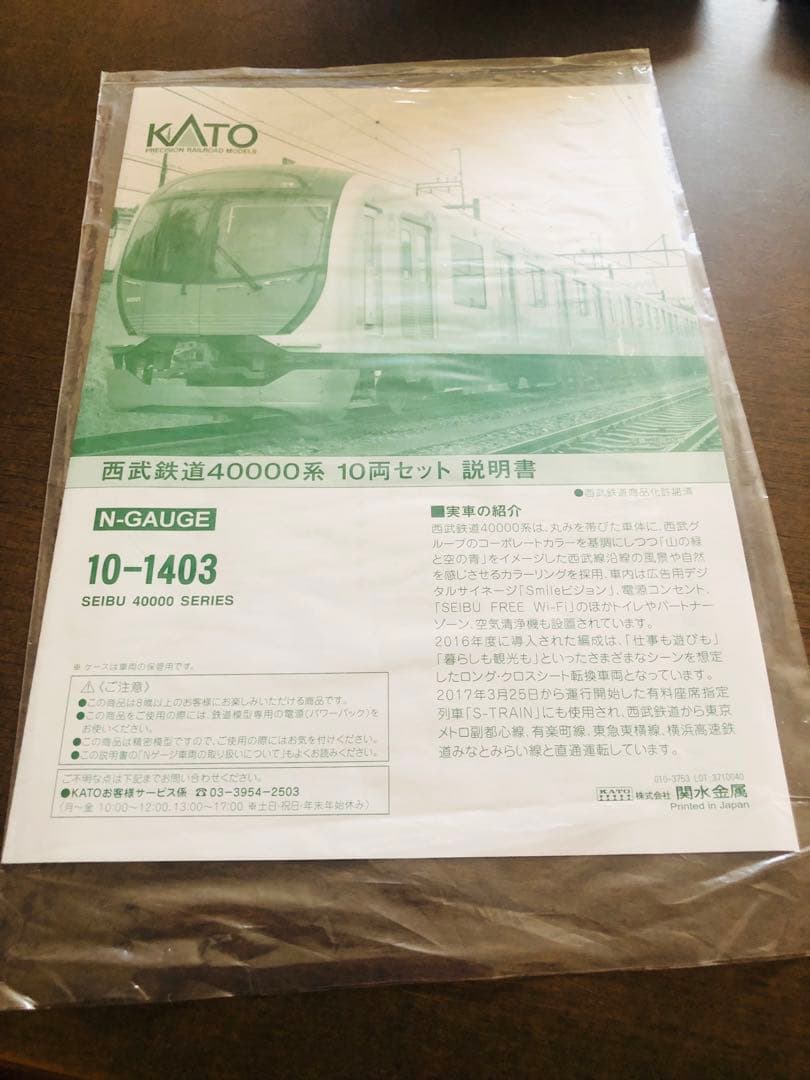 KATO
PRECISION RAILROAD MODELS
西武鉄道40000系 10両セット 説明書
●西武鉄道商品化許諾済
N-GAUGE
10-1403
SEIBU 40000 SERIES
■実車の紹介
西武鉄道40000系は、丸みを帯びた車体に、西武グ
ループのコーポレートカラーを基調にしつつ「山の緑
と空の青」をイメージした西武線沿線の風景や自然
を感じさせるカラーリングを採用、車内は広告用デジ
タルサイネージ「Smileビジョン」、電源コンセント、
「SEIBU FREE Wi-Fi」のほかトイレやパートナー
ゾーン、空気清浄機も設置されています。
2016年度に導入された編成は、「仕事も遊びも」
「暮らしも観光も」といったさまざまなシーンを想定
したロング・クロスシート転換車両となっています。
2017年3月25日から運行開始した有料座席指定
列車「S-TRAIN」にも使用され、西武鉄道から東京
メトロ副都心線、有楽町線、東急東横線、横浜高速鉄
道みなとみらい線と直通運転しています。
※ ケースは車両の保管用です。
⚠〈ご注意〉
●この商品は8歳以上のお客様にお楽しみいただける商品です。
●この商品をご使用の際には、鉄道模型専用の電源(パワーパック)を
お使いください。
●この商品は精密模型ですので、ご使用の際にはお気を付けください。
●この説明書の「Nゲージ車両の取り扱いについて」もよくお読みください。
ご不明な点は下記までお問い合わせください。
●KATOお客様サービス係 ☎03-3954-2503
(月〜金 10:00〜12:00、13:00〜17:00 ※土日・祝日・年末年始休み)
010-3753 LOT 3710040
KATO 株式会社 関水金属
Printed in Japan